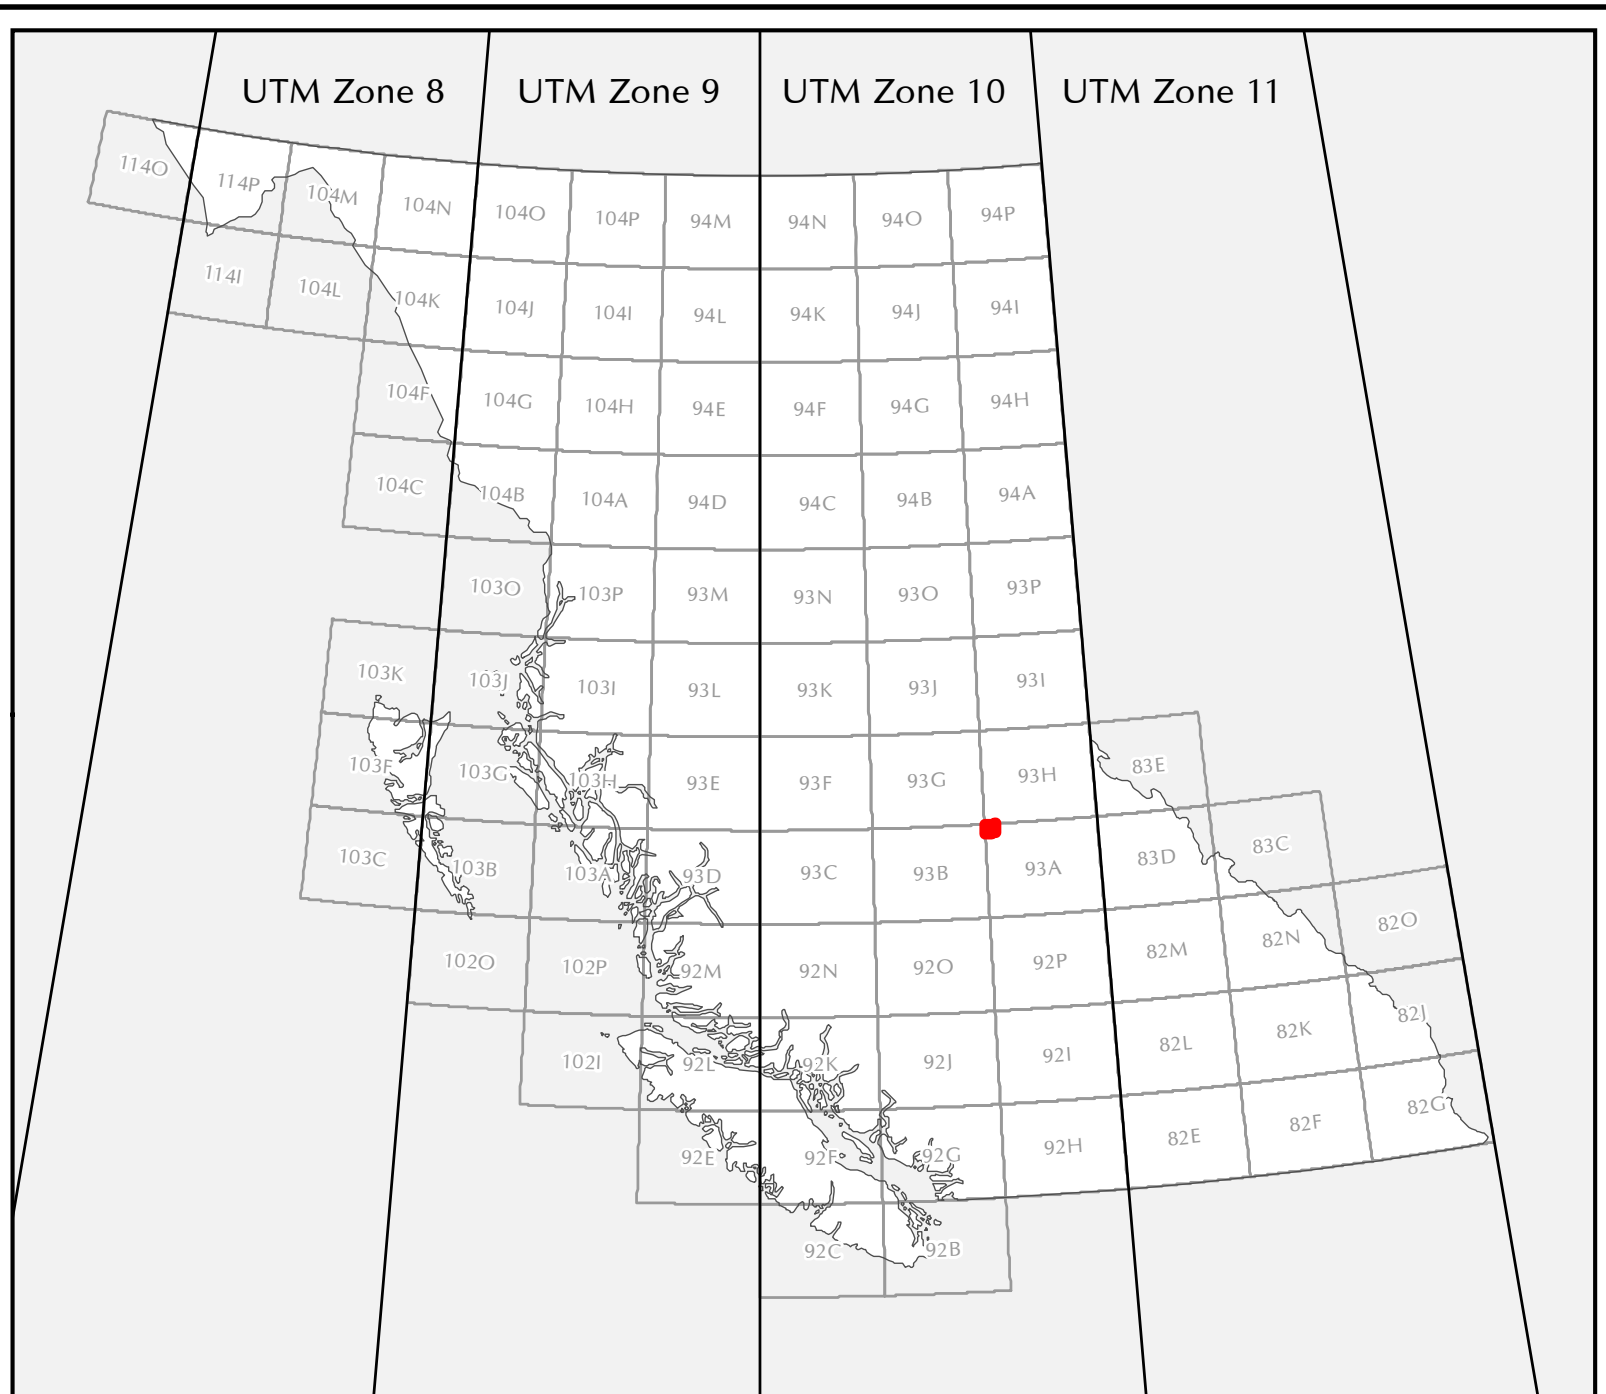 UTM Zone 8 UTM Zone 9 UTM Zone 10 UTM Zone 11
114O 114P 104M 104N 104O 104P 94M 94N 94O 94P
114I 104L 104K 104J 104I 94L 94K 94J 94I
104F 104G 104H 94E 94F 94G 94H
104C 104B 104A 94D 94C 94B 94A
103O 103P 93M 93N 93O 93P
103K 103J 103I 93L 93K 93J 93I
103F 103G 103H 93E 93F 93G 93H 83E
103C 103B 103A 93D 93C 93B 93A 83D 83C
102O 102P 92M 92N 92O 92P 82M 82N 82O
102I 92L 92K 92J 92I 82L 82K 82J
92E 92F 92G 92H 82E 82F 82G
92C 92B